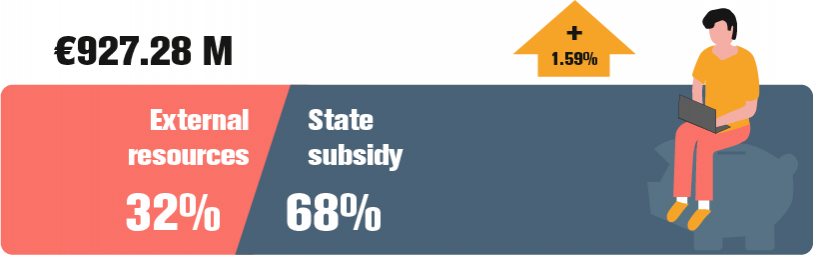 €927.28 M
+
1.59%
External
resources
32%
State
subsidy
68%